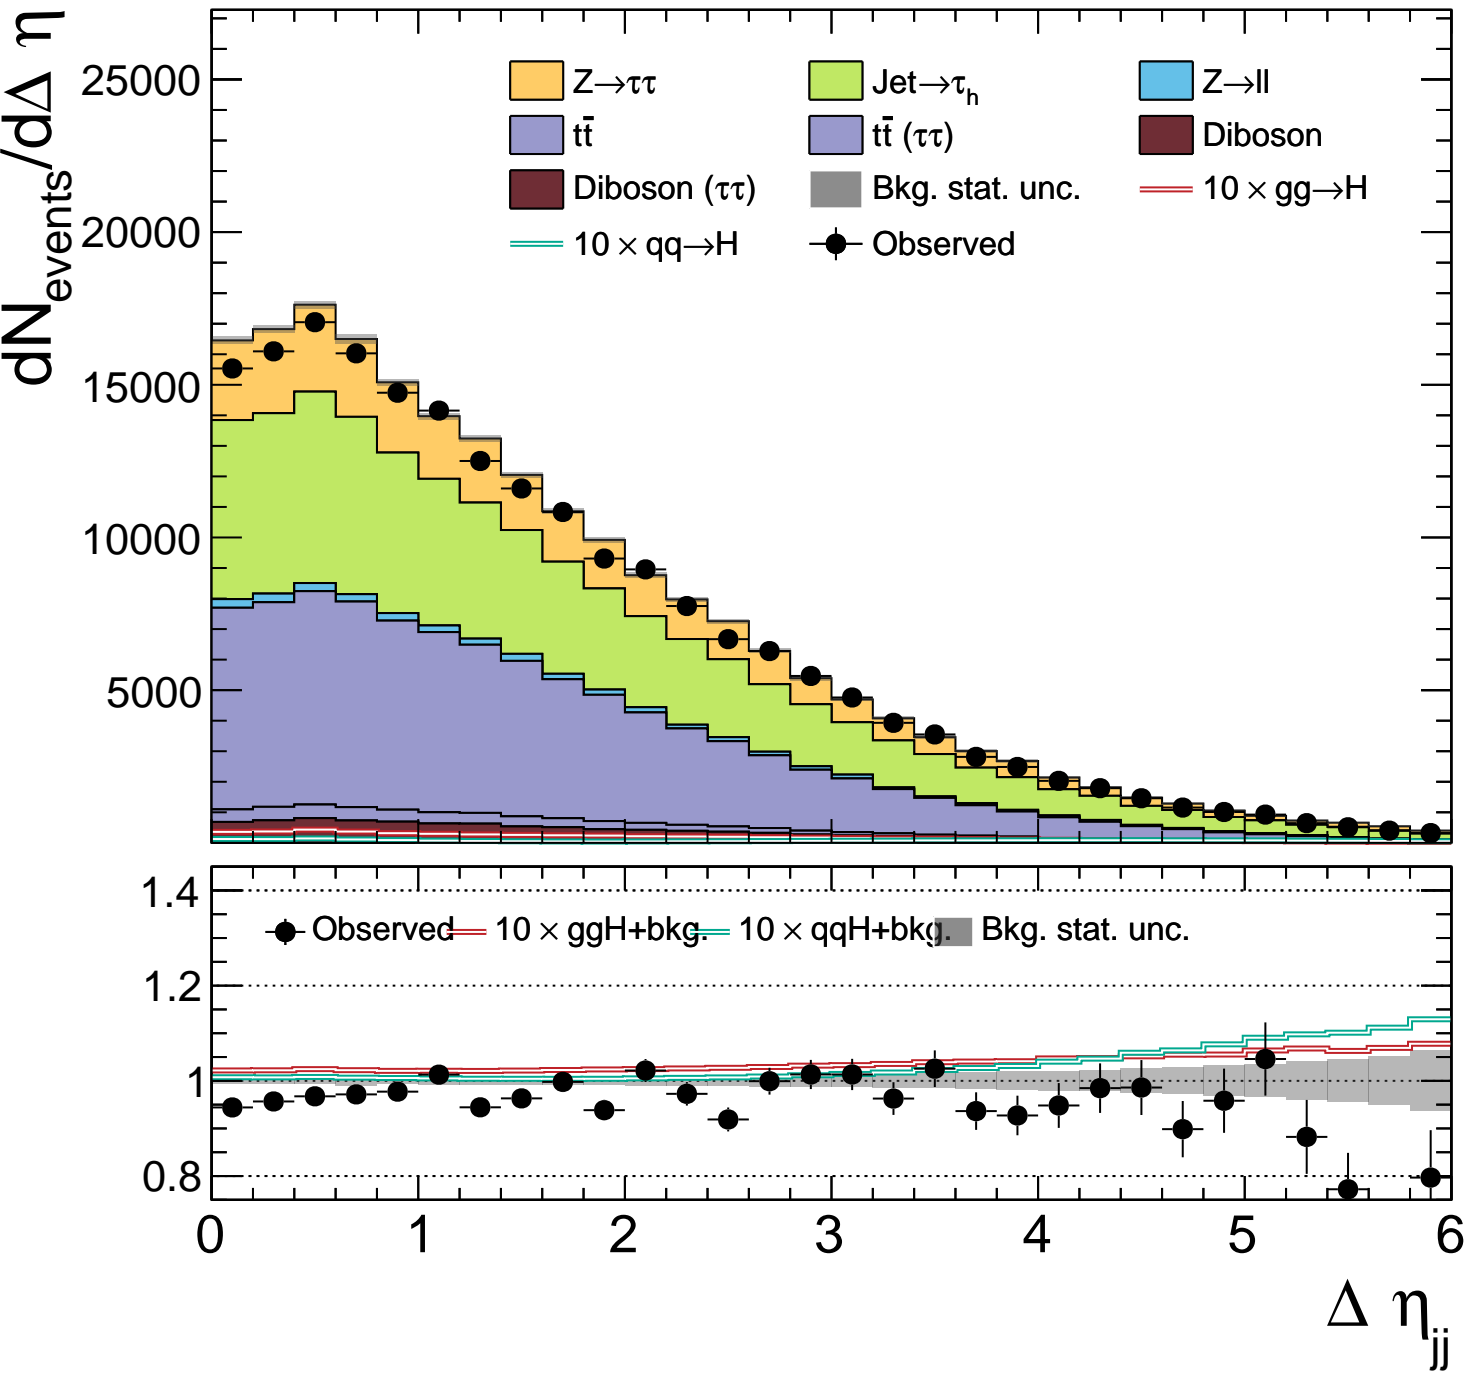 dN_events/dΔ η
25000
20000
15000
10000
5000
Z→ττ Jet→τ_h Z→ll
tt̄ tt̄ (ττ) Diboson
Diboson (ττ) Bkg. stat. unc. 10 × gg→H
10 × qq→H Observed
1.4
1.2
1
0.8
Observed 10 × ggH+bkg. 10 × qqH+bkg. Bkg. stat. unc.
0 1 2 3 4 5 6
Δ η_jj